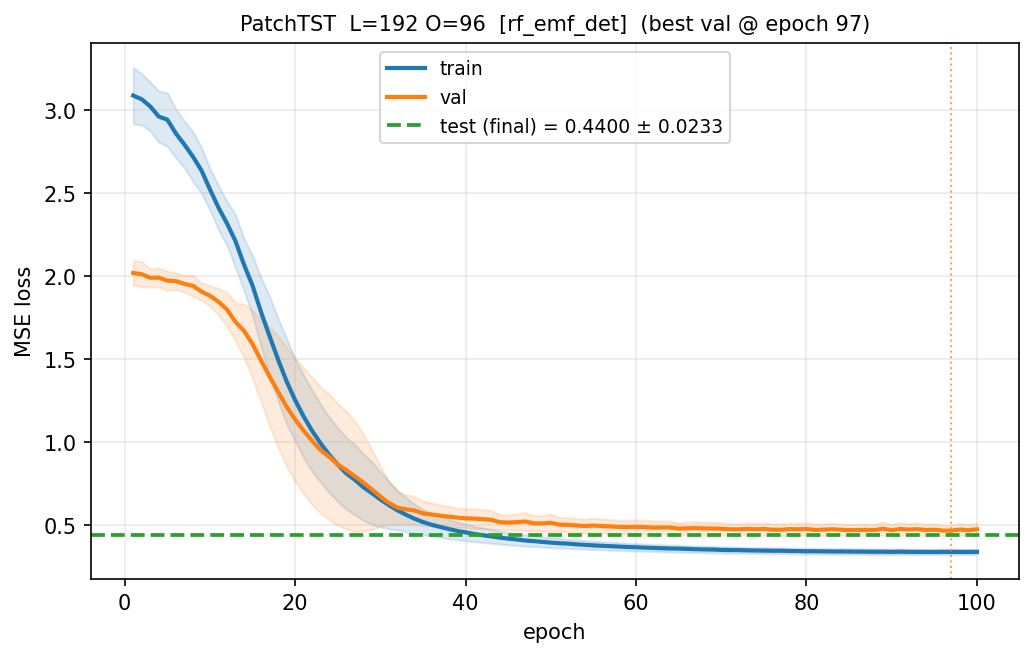 PatchTST  L=192 O=96  [rf_emf_det]  (best val @ epoch 97)
train
val
test (final) = 0.4400 ± 0.0233
MSE loss
3.0
2.5
2.0
1.5
1.0
0.5
0 20 40 60 80 100
epoch